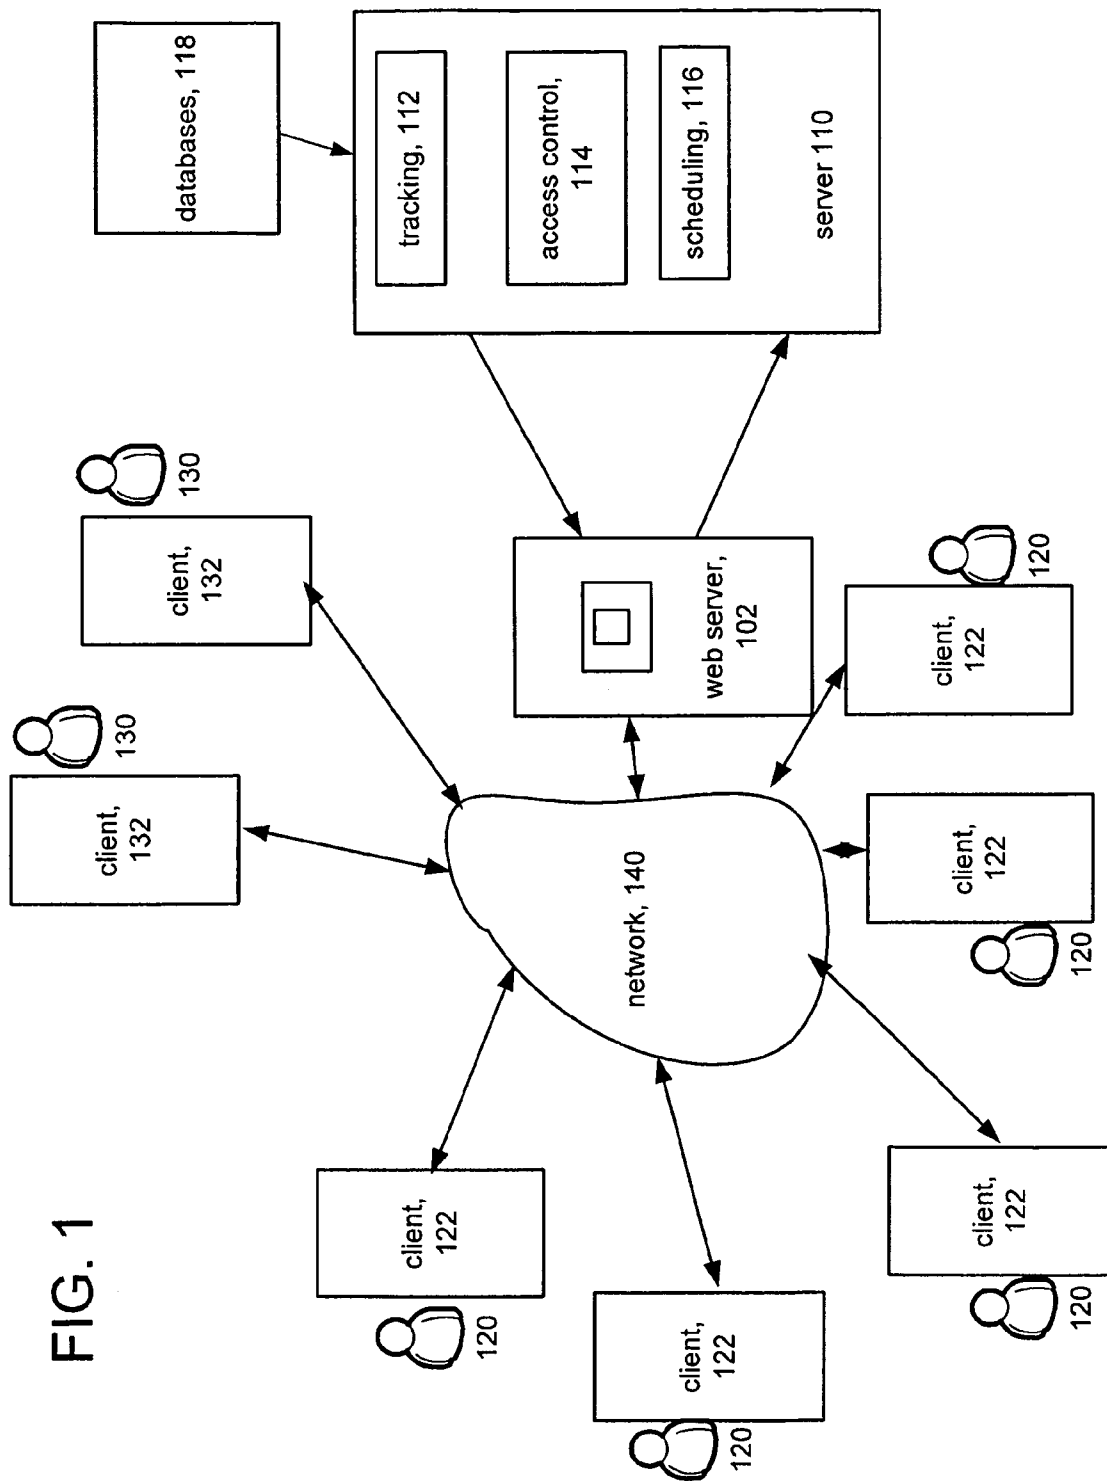 FIG. 1
client,
132
130
client,
132
130
databases, 118
client,
122
120
tracking, 112
access control,
114
scheduling, 116
server 110
network, 140
web server,
102
client,
122
120
client,
122
120
client,
122
120
client,
122
120